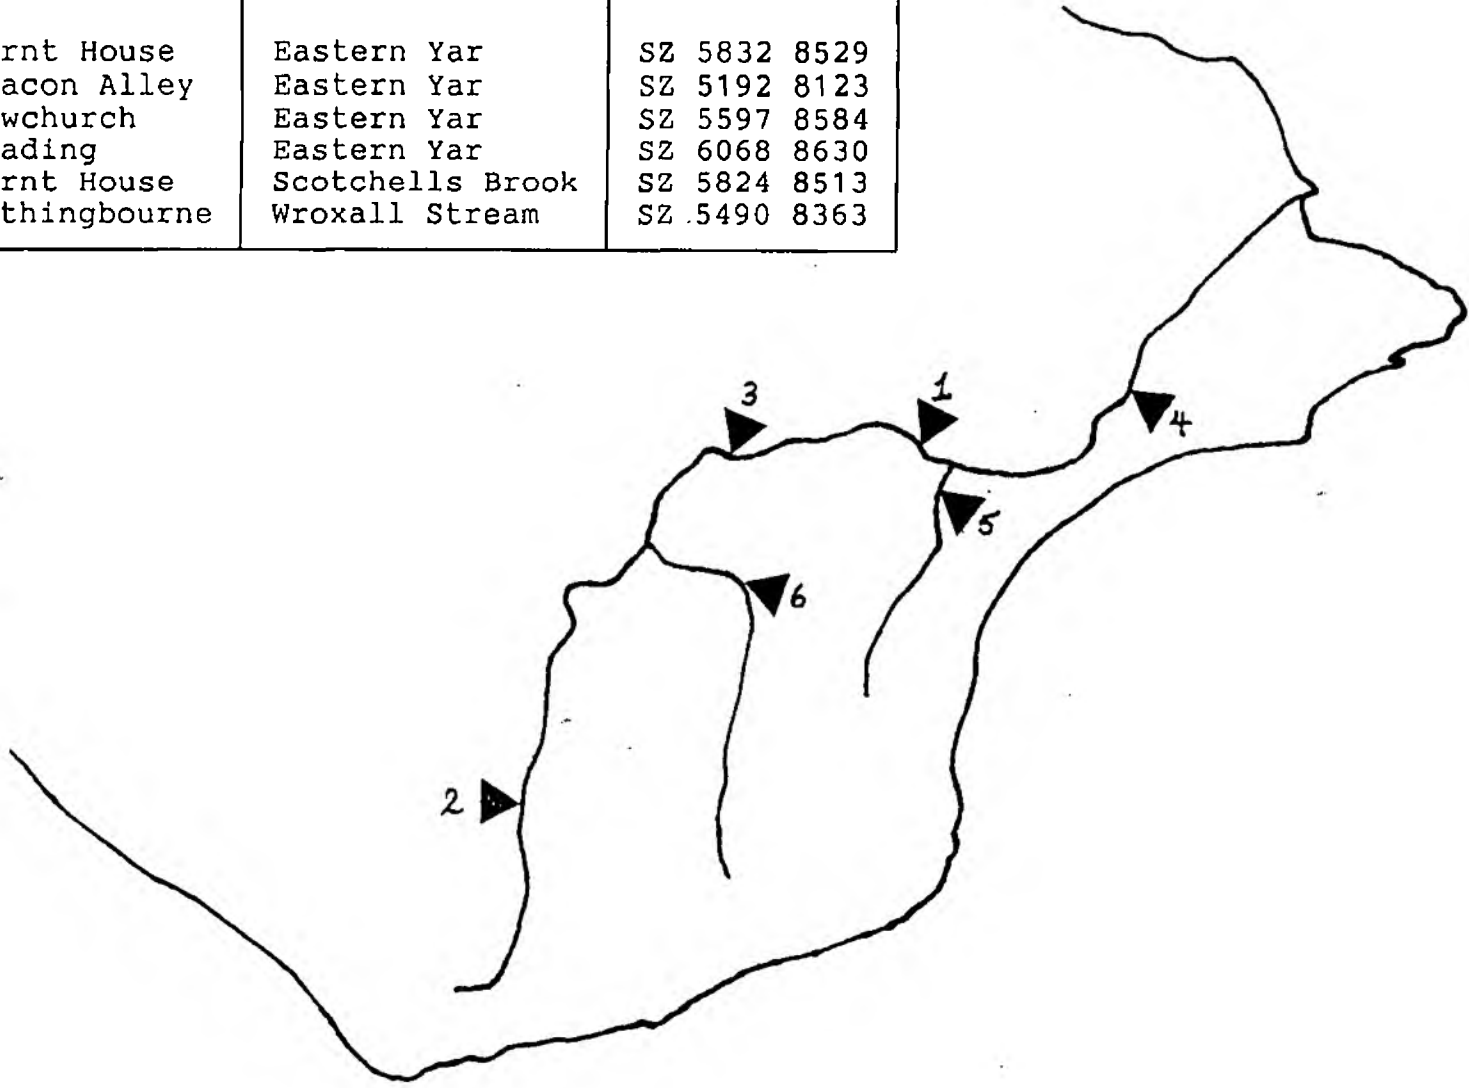 rnt House Eastern Yar SZ 5832 8529
acon Alley Eastern Yar SZ 5192 8123
wchurch Eastern Yar SZ 5597 8584
ading Eastern Yar SZ 6068 8630
rnt House Scotchells Brook SZ 5824 8513
thingbourne Wroxall Stream SZ 5490 8363
3
1
4
5
6
2